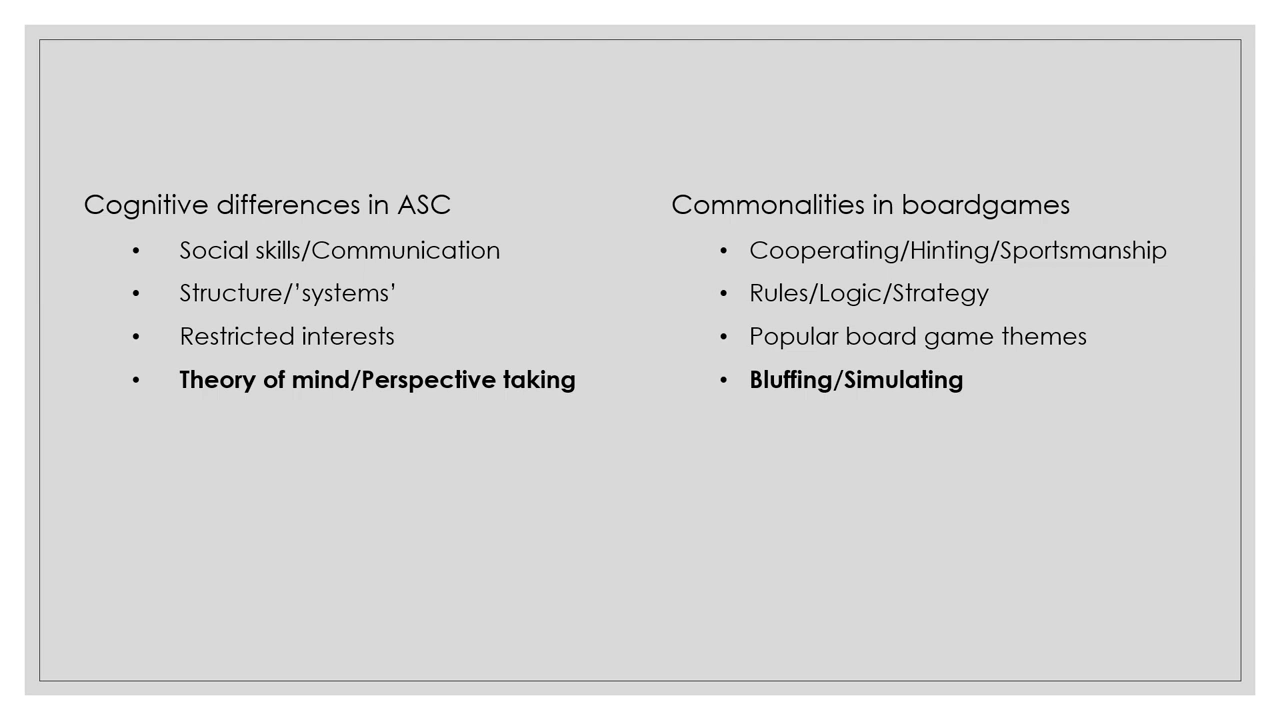 Cognitive differences in ASC
• Social skills/Communication
• Structure/’systems’
• Restricted interests
• Theory of mind/Perspective taking
Commonalities in boardgames
• Cooperating/Hinting/Sportsmanship
• Rules/Logic/Strategy
• Popular board game themes
• Bluffing/Simulating